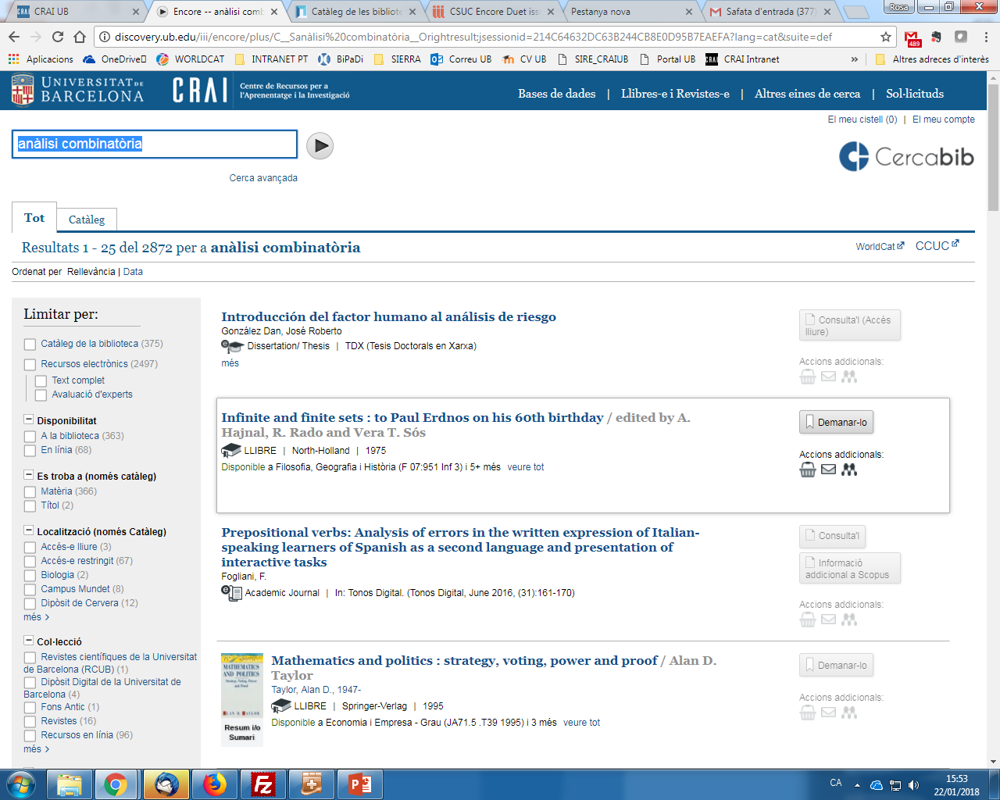 CRAI UB
Encore -- anàlisi comb
Catàleg de les bibliote
CSUC Encore Duet iss
Pestanya nova
Safata d'entrada (377)
Rosa
discovery.ub.edu/iii/encore/plus/C__Sanàlisi%20combinatòria__Orightresult;jsessionid=214C64632DC63B244CB8E0D95B7EAEFA?lang=cat&suite=def
489
Aplicacions
OneDrive
WORLDCAT
INTRANET PT
BiPaDi
SIERRA
Correu UB
CV UB
SIRE_CRAIUB
Portal UB
CRAI Intranet
»
Altres adreces d'interès
UNIVERSITAT DE
BARCELONA
CRAI
Centre de Recursos per a
l'Aprenentatge i la Investigació
Bases de dades | Llibres-e i Revistes-e | Altres eines de cerca | Sol·licituds
El meu cistell (0) | El meu compte
anàlisi combinatòria
Cercabib
Cerca avançada
Tot
Catàleg
Resultats 1 - 25 del 2872 per a anàlisi combinatòria
WorldCat
CCUC
Ordenat per Rellevància | Data
Limitar per:
Catàleg de la biblioteca (375)
Recursos electrònics (2497)
Text complet
Avaluació d'experts
Disponibilitat
A la biblioteca (363)
En línia (68)
Es troba a (només catàleg)
Matèria (366)
Títol (2)
Localització (només Catàleg)
Accés-e lliure (3)
Accés-e restringit (67)
Biologia (2)
Campus Mundet (8)
Dipòsit de Cervera (12)
més >
Col·lecció
Revistes científiques de la Universitat
de Barcelona (RCUB) (1)
Dipòsit Digital de la Universitat de
Barcelona (4)
Fons Antic (1)
Revistes (16)
Recursos en línia (96)
més >
Introducción del factor humano al análisis de riesgo
González Dan, José Roberto
Dissertation/ Thesis | TDX (Tesis Doctorals en Xarxa)
més
Consulta'l (Accés
lliure)
Accions addicionals:
Infinite and finite sets : to Paul Erdnos on his 60th birthday / edited by A.
Hajnal, R. Rado and Vera T. Sós
LLIBRE | North-Holland | 1975
Disponible a Filosofia, Geografia i Història (F 07:951 Inf 3) i 5+ més veure tot
Demanar-lo
Accions addicionals:
Prepositional verbs: Analysis of errors in the written expression of Italian-
speaking learners of Spanish as a second language and presentation of
interactive tasks
Fogliani, F.
Academic Journal | In: Tonos Digital. (Tonos Digital, June 2016, (31):161-170)
Consulta'l
Informació
addicional a Scopus
Accions addicionals:
MATHEMATICS
AND POLITICS
Strategy, Voting, Power
and Proof
ALAN D. TAYLOR
Resum i/o
Sumari
Mathematics and politics : strategy, voting, power and proof / Alan D.
Taylor
Taylor, Alan D., 1947-
LLIBRE | Springer-Verlag | 1995
Disponible a Economia i Empresa - Grau (JA71.5 .T39 1995) i 3 més veure tot
Demanar-lo
Accions addicionals:
CA
15:53
22/01/2018